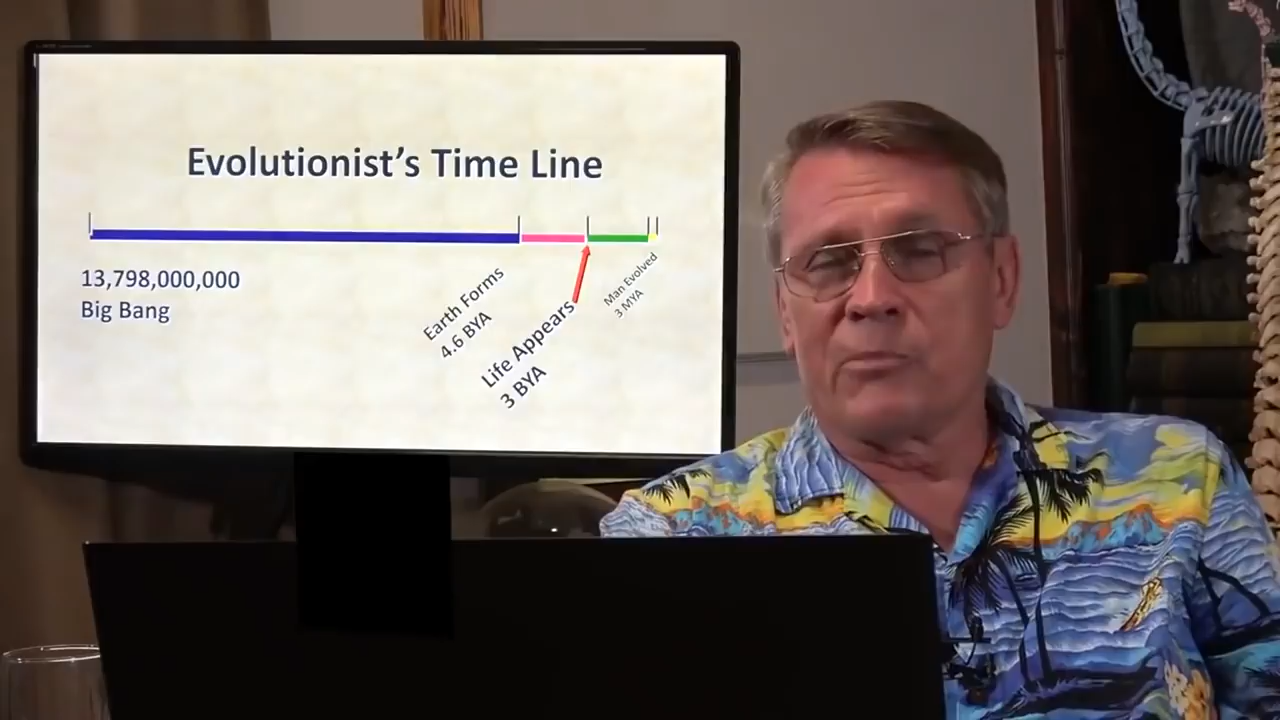 Evolutionist's Time Line
13,798,000,000
Big Bang
Earth Forms
4.6 BYA
Life Appears
3 BYA
Man Evolved
3 MYA